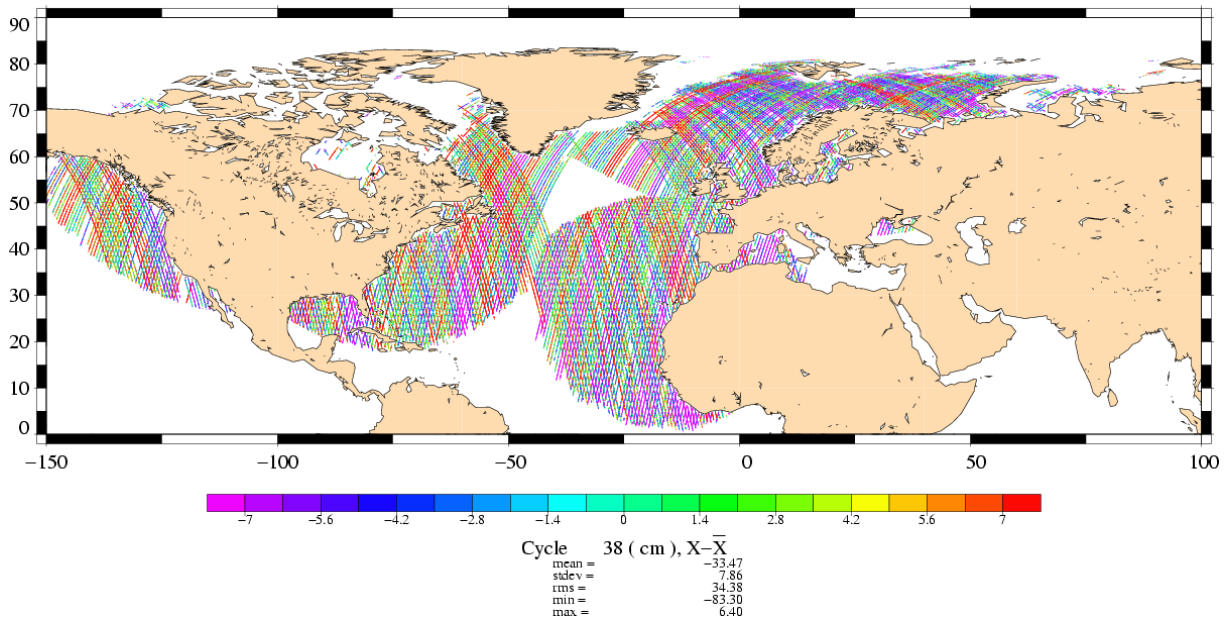 90
80
70
60
50
40
30
20
10
0
−150 −100 −50 0 50 100
−7 −5.6 −4.2 −2.8 −1.4 0 1.4 2.8 4.2 5.6 7
Cycle 38 ( cm ), X−X̅
mean = −33.47
stdev = 7.86
rms = 34.38
min = −83.30
max = 6.40